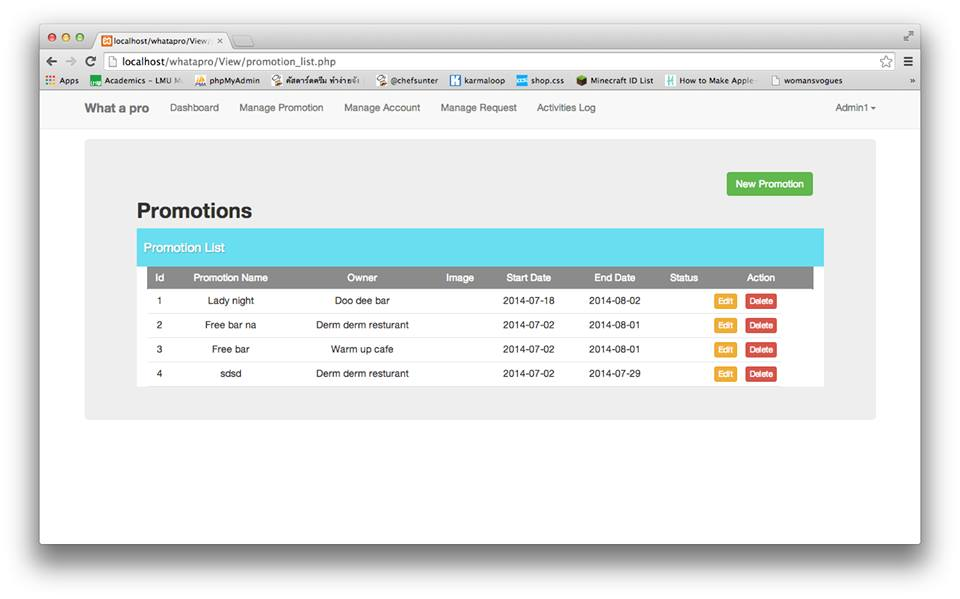 localhost/whatapro/View/
localhost/whatapro/View/promotion_list.php
Apps Academics – LMU Mu phpMyAdmin คัสตาร์ดครีม ทำง่ายจัง @chefsunter karmaloop shop.css Minecraft ID List How to Make Apple womansvogues »
What a pro Dashboard Manage Promotion Manage Account Manage Request Activities Log Admin1
New Promotion
Promotions
Promotion List
Id Promotion Name Owner Image Start Date End Date Status Action
1 Lady night Doo dee bar 2014-07-18 2014-08-02 Edit Delete
2 Free bar na Derm derm resturant 2014-07-02 2014-08-01 Edit Delete
3 Free bar Warm up cafe 2014-07-02 2014-08-01 Edit Delete
4 sdsd Derm derm resturant 2014-07-02 2014-07-29 Edit Delete